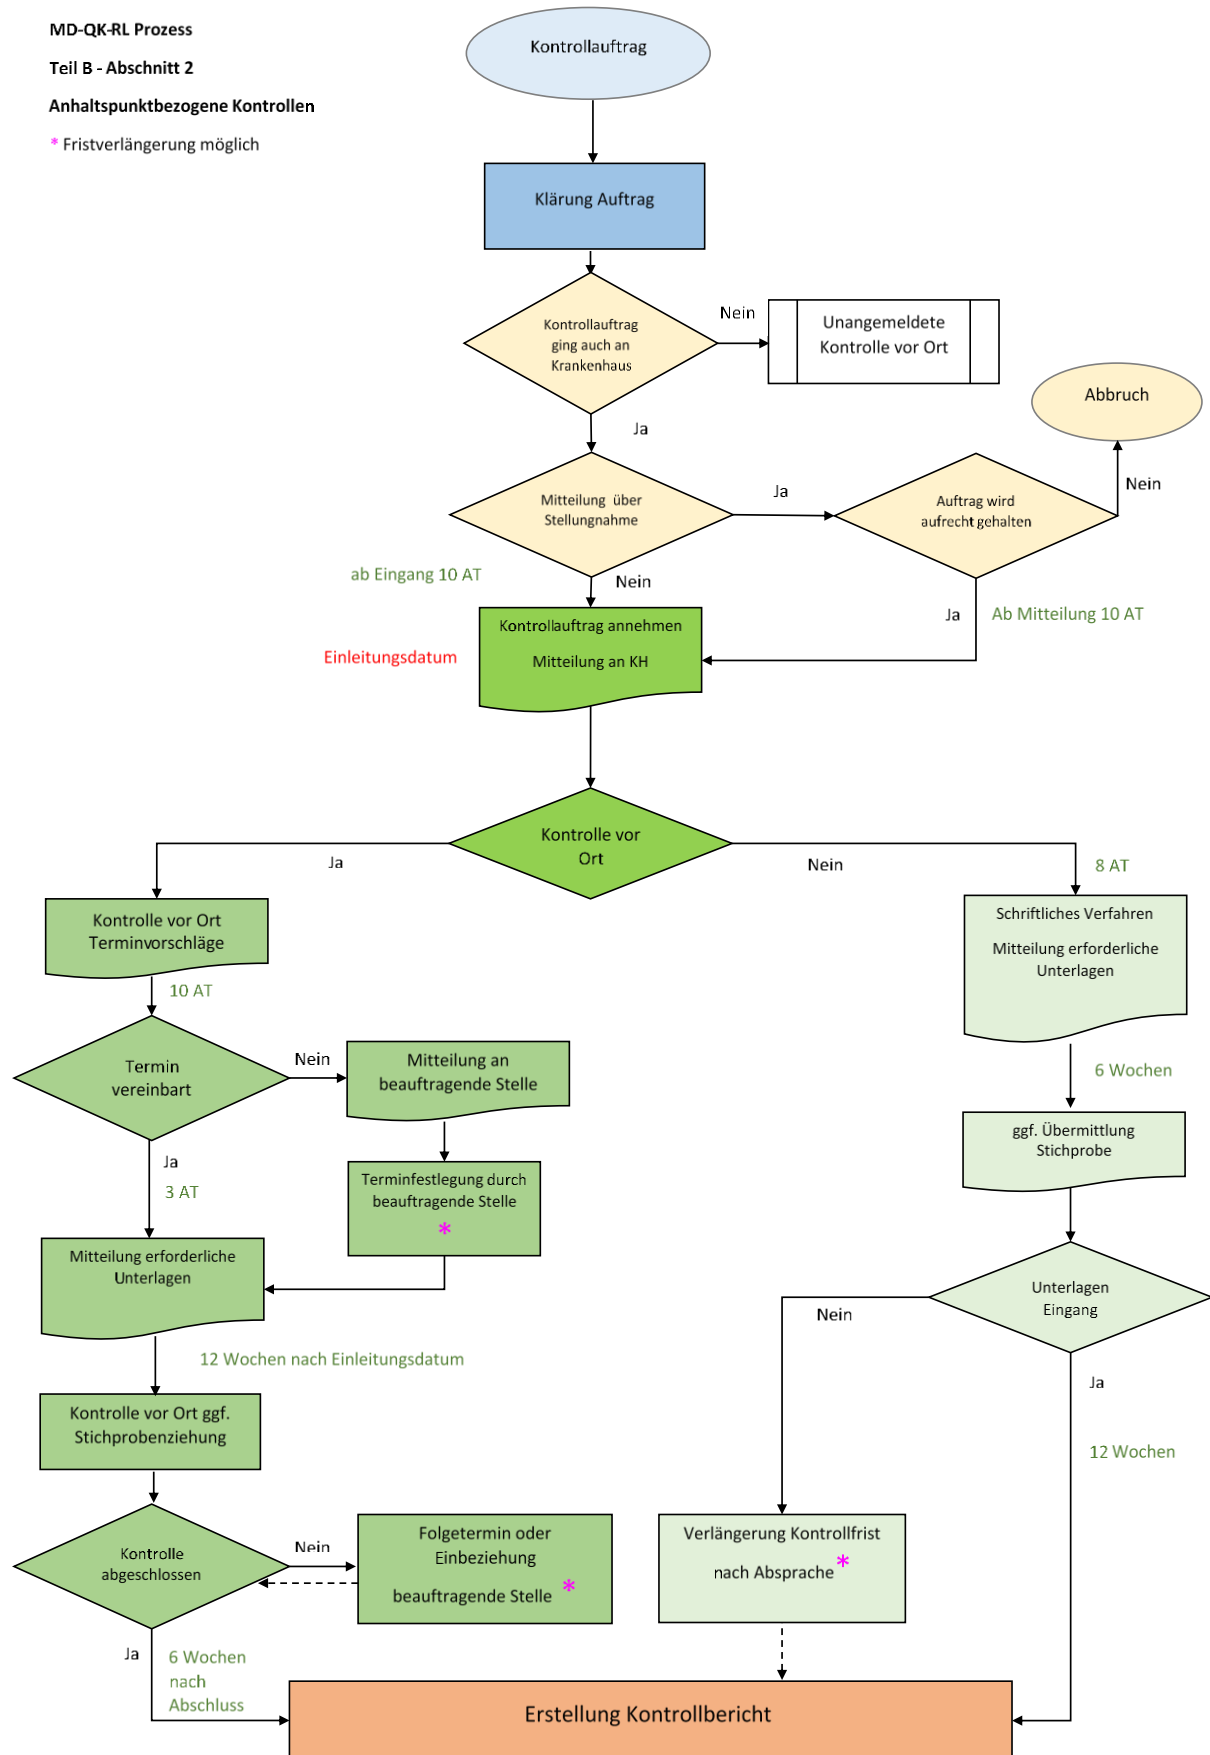 MD-QK-RL Prozess
Teil B - Abschnitt 2
Anhaltspunktbezogene Kontrollen
* Fristverlängerung möglich
Kontrollauftrag
Klärung Auftrag
Kontrollauftrag
ging auch an
Krankenhaus
Nein
Unangemeldete
Kontrolle vor Ort
Abbruch
Ja
Mitteilung über
Stellungnahme
Ja
Auftrag wird
aufrecht gehalten
Nein
ab Eingang 10 AT
Nein
Ja
Ab Mitteilung 10 AT
Kontrollauftrag annehmen
Mitteilung an KH
Einleitungsdatum
Kontrolle vor
Ort
Ja
Nein
8 AT
Kontrolle vor Ort
Terminvorschläge
10 AT
Schriftliches Verfahren
Mitteilung erforderliche
Unterlagen
Termin
vereinbart
Nein
Mitteilung an
beauftragende Stelle
6 Wochen
ggf. Übermittlung
Stichprobe
Ja
3 AT
Terminfestlegung durch
beauftragende Stelle
*
Mitteilung erforderliche
Unterlagen
Unterlagen
Eingang
Nein
Ja
12 Wochen nach Einleitungsdatum
Kontrolle vor Ort ggf.
Stichprobenziehung
12 Wochen
Kontrolle
abgeschlossen
Nein
Folgetermin oder
Einbeziehung
beauftragende Stelle *
Verlängerung Kontrollfrist
nach Absprache *
Ja
6 Wochen
nach
Abschluss
Erstellung Kontrollbericht